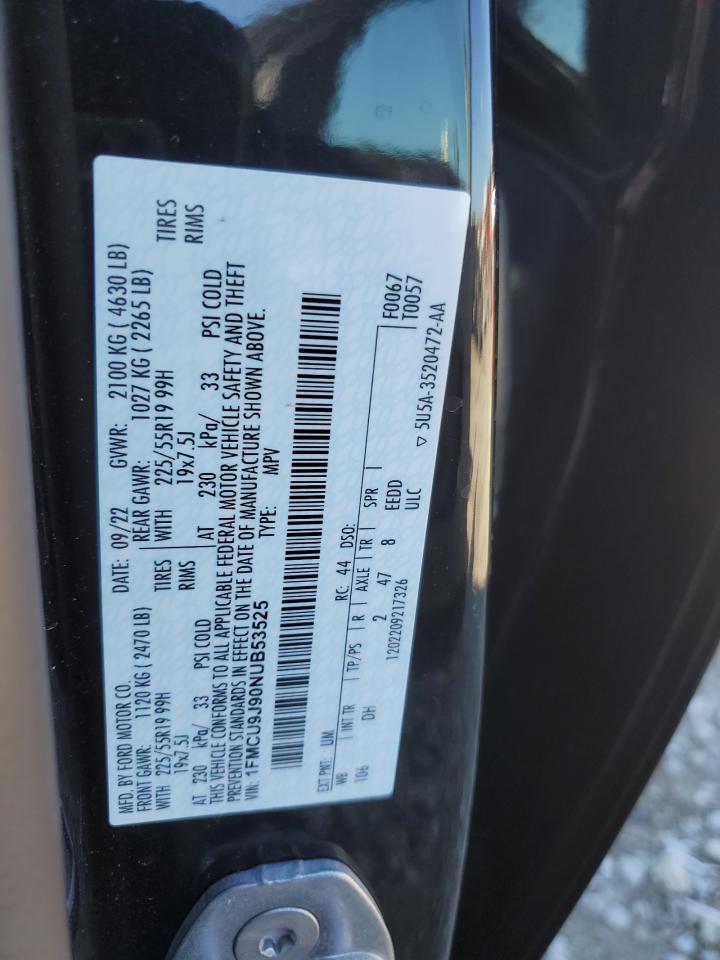 MFD. BY FORD MOTOR CO. DATE: 09/22 GVWR: 2100 KG ( 4630 LB)
FRONT GAWR: 1120 KG ( 2470 LB) REAR GAWR: 1027 KG ( 2265 LB)
WITH 225/55R19 99H TIRES WITH 225/55R19 99H TIRES
19x7.5J RIMS 19x7.5J RIMS
AT 230 kPa/ 33 PSI COLD AT 230 kPa/ 33 PSI COLD
THIS VEHICLE CONFORMS TO ALL APPLICABLE FEDERAL MOTOR VEHICLE SAFETY AND THEFT
PREVENTION STANDARDS IN EFFECT ON THE DATE OF MANUFACTURE SHOWN ABOVE.
VIN: 1FMCU9J90NUB53525 TYPE: MPV
EXT PNT: UM RC: 44 DSO: F0067
WB INT TR TP/PS R AXLE TR SPR T0057
106 DH 2 47 8 EEDD
1202209217326 ULC ▽ 5U5A-3520472-AA